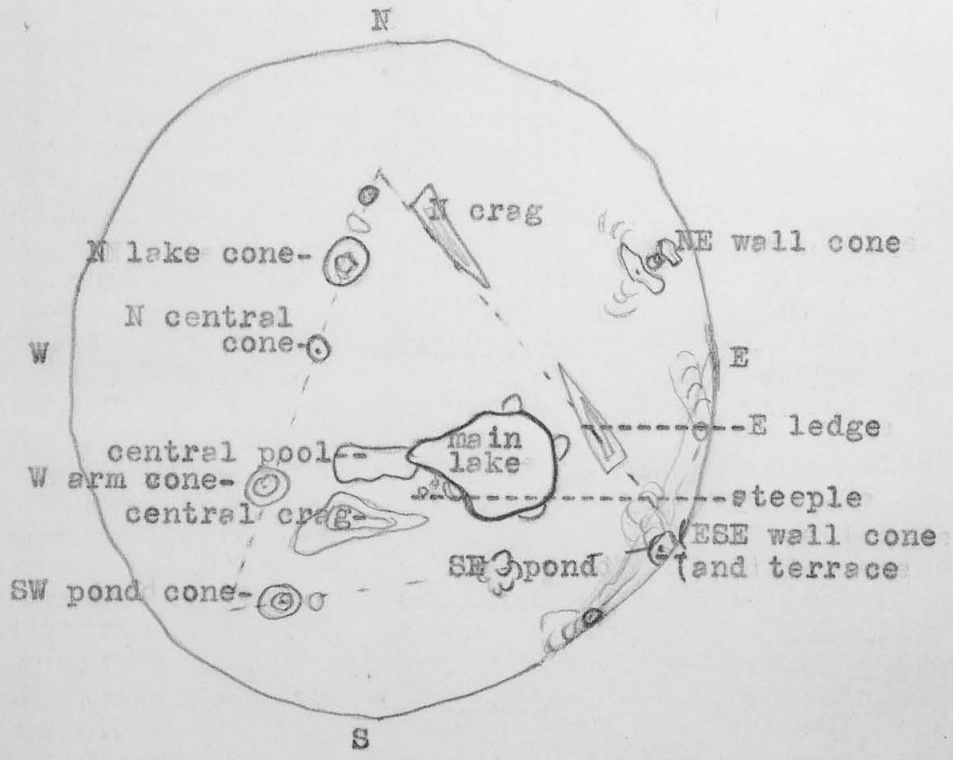 N
N crag
N lake cone-
NE wall cone
N central
cone-
W
E
main
lake
central pool
E ledge
W arm cone-
steeple
central crag-
ESE wall cone
and terrace
SE pond
SW pond cone-
S